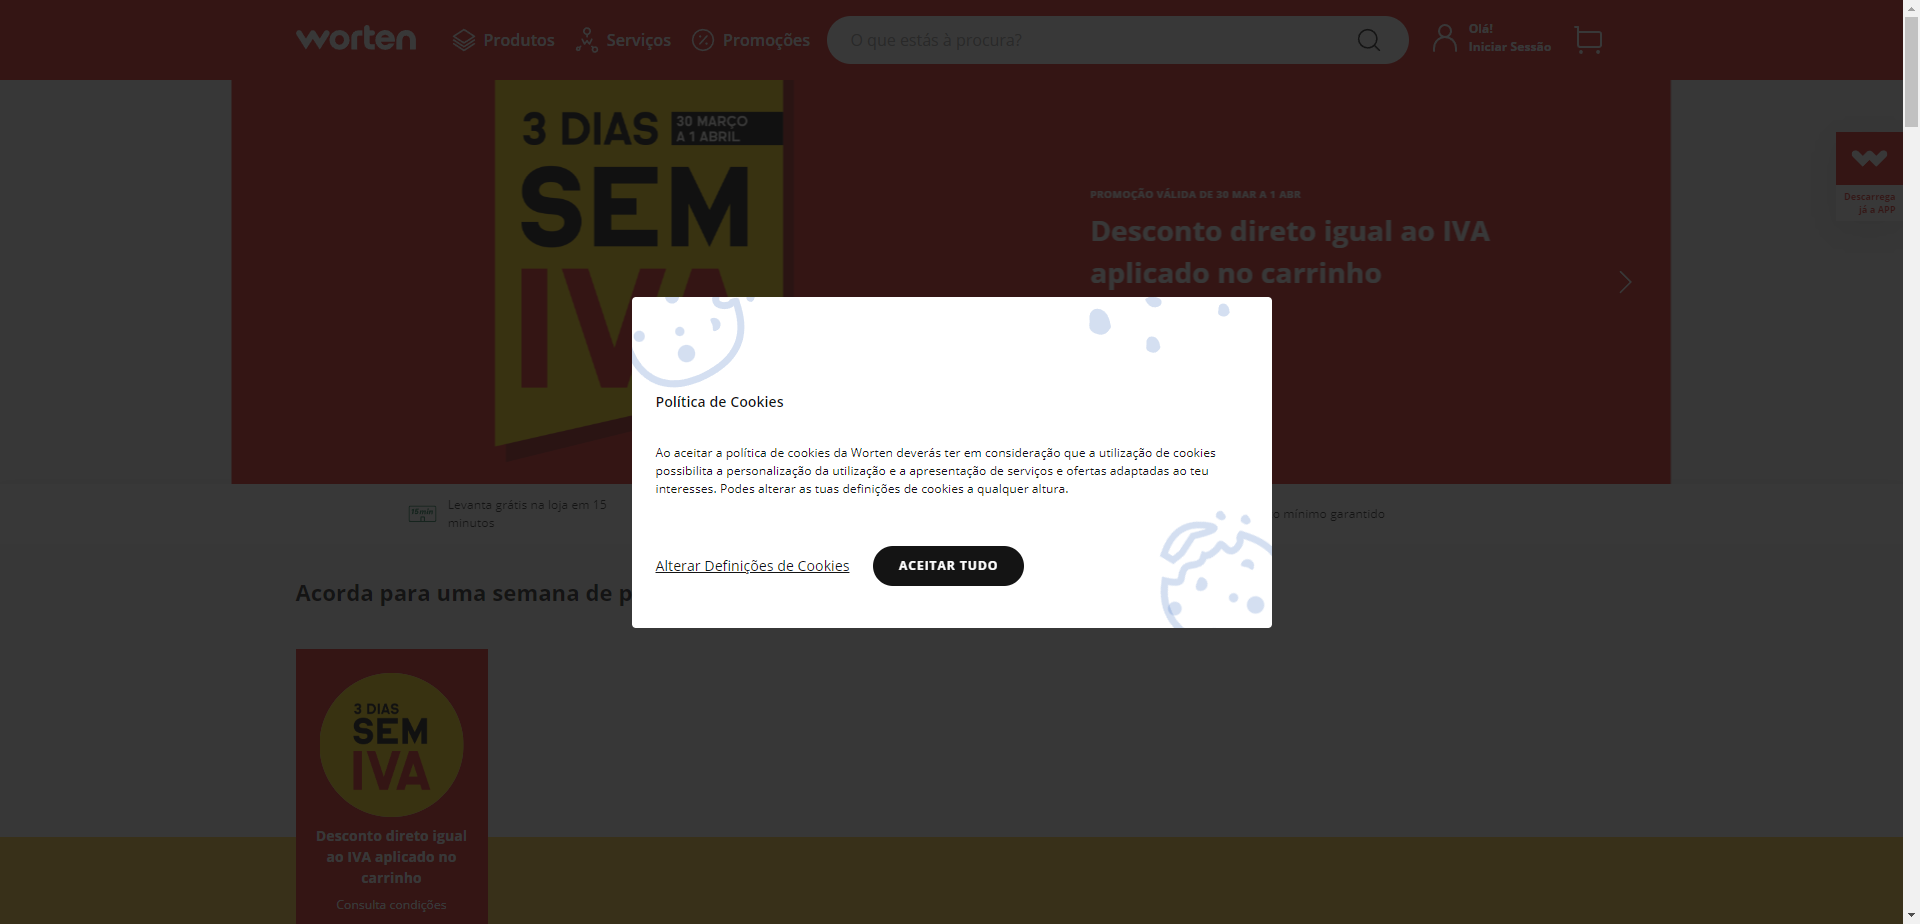 worten
Produtos
Serviços
Promoções
O que estás à procura?
Olá!
Iniciar Sessão
3 DIAS
30 MARÇO
A 1 ABRIL
SEM
IVA
PROMOÇÃO VÁLIDA DE 30 MAR A 1 ABR
Desconto direto igual ao IVA
aplicado no carrinho
Descarrega
já a APP
Política de Cookies
Ao aceitar a política de cookies da Worten deverás ter em consideração que a utilização de cookies
possibilita a personalização da utilização e a apresentação de serviços e ofertas adaptadas ao teu
interesses. Podes alterar as tuas definições de cookies a qualquer altura.
Alterar Definições de Cookies
ACEITAR TUDO
15 min
Levanta grátis na loja em 15
minutos
o mínimo garantido
Acorda para uma semana de p
3 DIAS
SEM
IVA
Desconto direto igual
ao IVA aplicado no
carrinho
Consulta condições